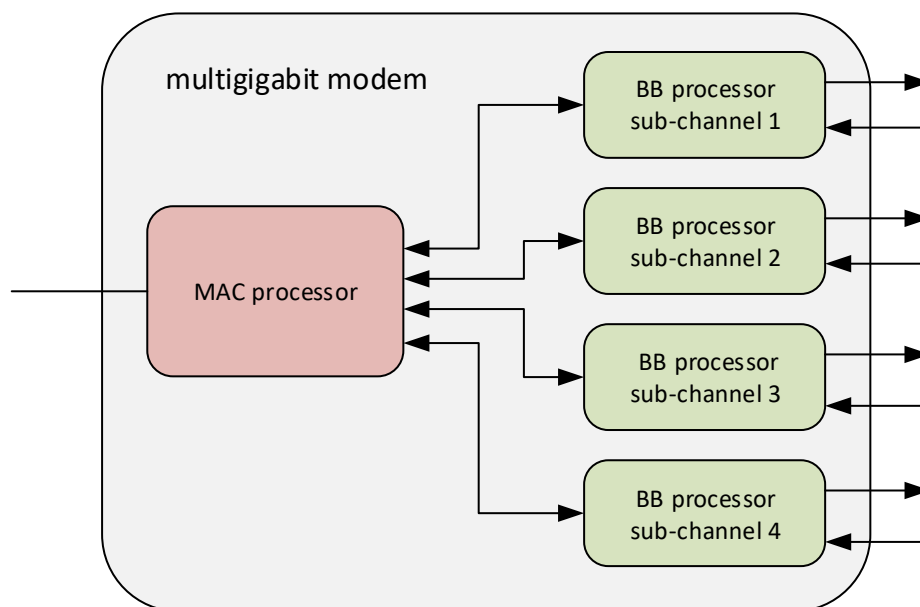 multigigabit modem
BB processor
sub-channel 1
BB processor
sub-channel 2
MAC processor
BB processor
sub-channel 3
BB processor
sub-channel 4